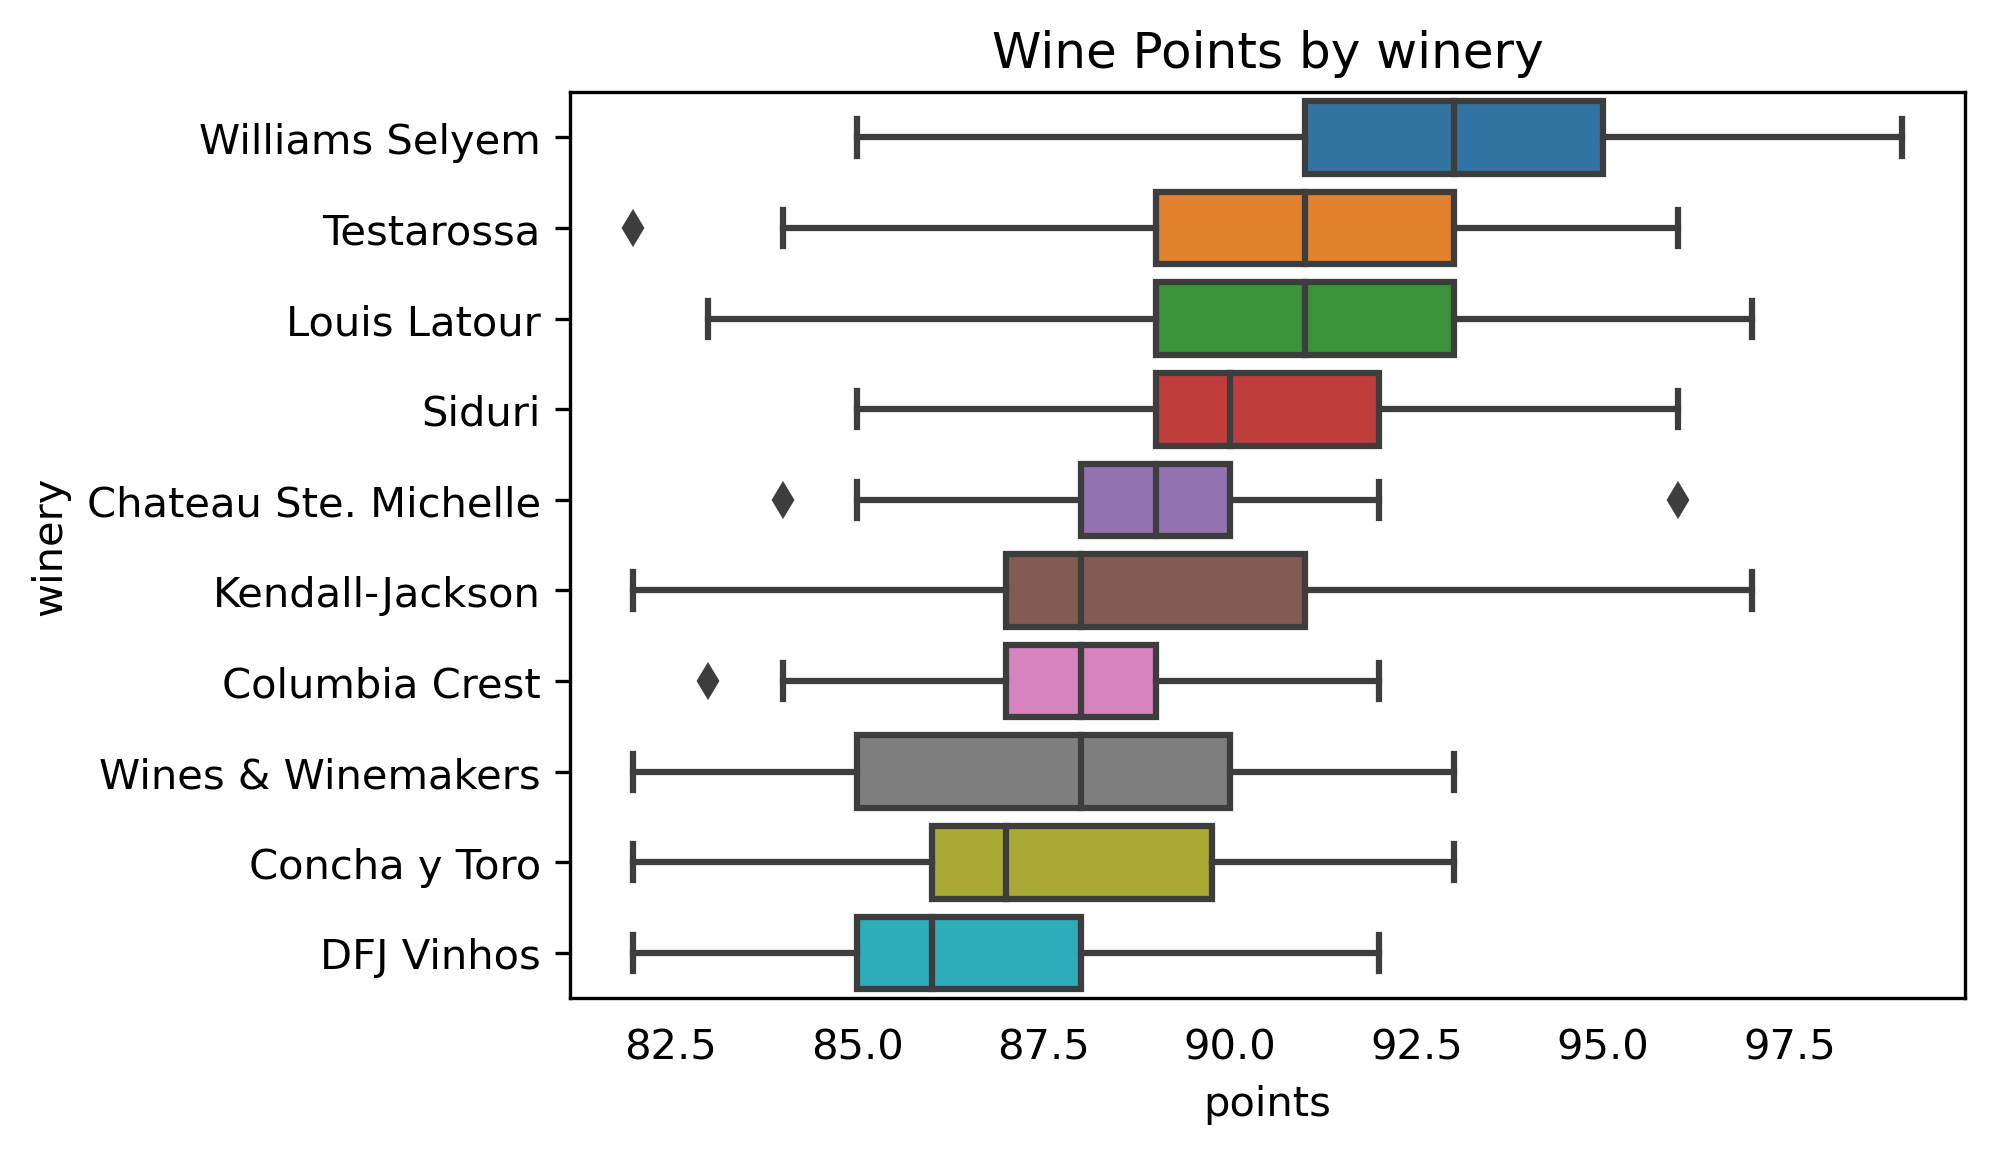 Wine Points by winery
winery
Williams Selyem
Testarossa
Louis Latour
Siduri
Chateau Ste. Michelle
Kendall-Jackson
Columbia Crest
Wines & Winemakers
Concha y Toro
DFJ Vinhos
82.5 85.0 87.5 90.0 92.5 95.0 97.5
points